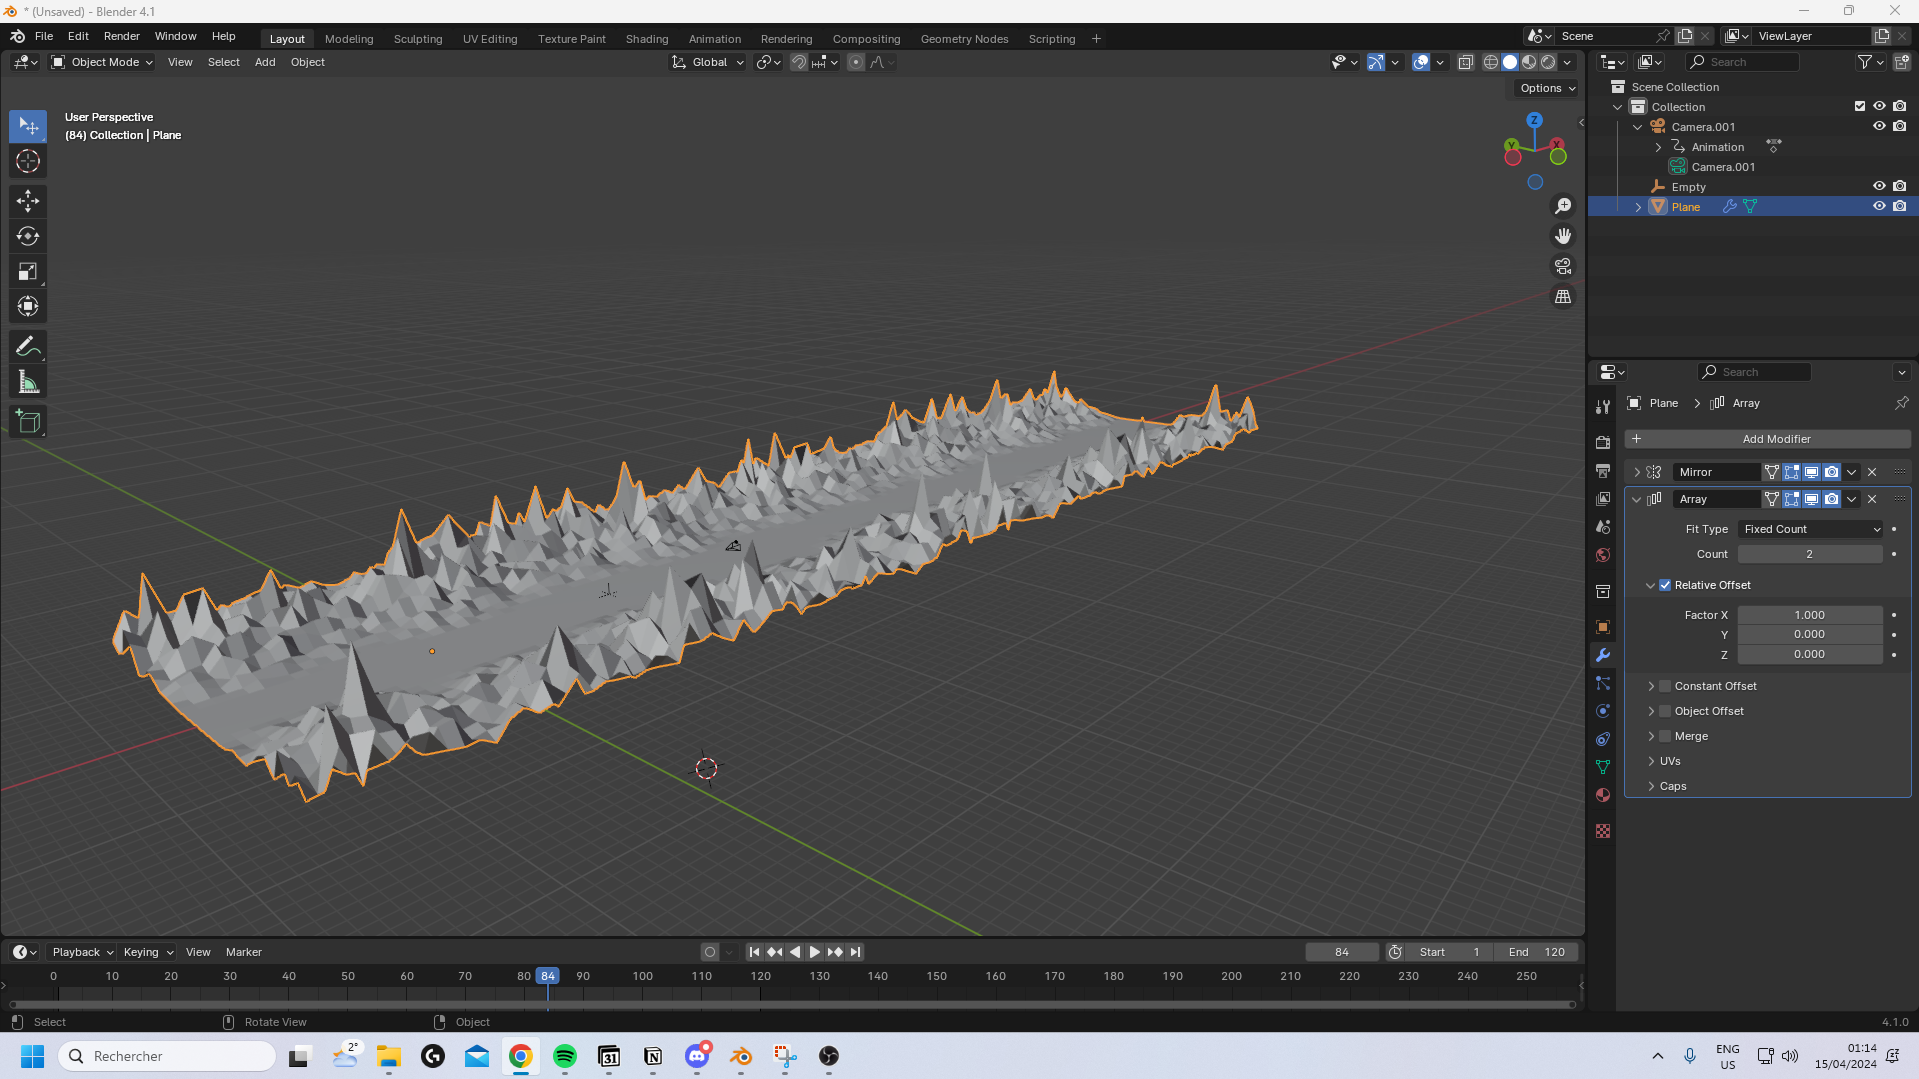 * (Unsaved) - Blender 4.1
File Edit Render Window Help
Layout Modeling Sculpting UV Editing Texture Paint Shading Animation Rendering Compositing Geometry Nodes Scripting
Scene
ViewLayer
Object Mode View Select Add Object
Global
Search
Options
User Perspective
(84) Collection | Plane
Z
Y
X
Scene Collection
Collection
Camera.001
Animation
Camera.001
Empty
Plane
Search
Plane > Array
Add Modifier
Mirror
Array
Fit Type Fixed Count
Count 2
Relative Offset
Factor X 1.000
Y 0.000
Z 0.000
Constant Offset
Object Offset
Merge
UVs
Caps
Playback Keying View Marker
84 Start 1 End 120
0 10 20 30 40 50 60 70 80 84 90 100 110 120 130 140 150 160 170 180 190 200 210 220 230 240 250
Select Rotate View Object
4.1.0
Rechercher
2°
31
ENG
US
01:14
15/04/2024